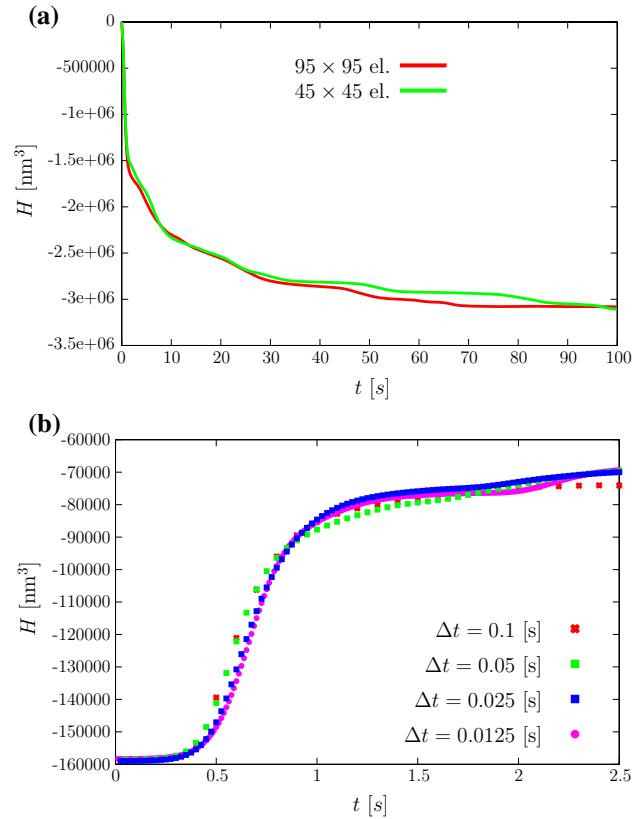 (a)
0
-500000
-1e+06
-1.5e+06
-2e+06
-2.5e+06
-3e+06
-3.5e+06
H [nm³]
95 × 95 el.
45 × 45 el.
0 10 20 30 40 50 60 70 80 90 100
t [s]
(b)
-60000
-70000
-80000
-90000
-100000
-110000
-120000
-130000
-140000
-150000
-160000
H [nm³]
Δt = 0.1 [s]
Δt = 0.05 [s]
Δt = 0.025 [s]
Δt = 0.0125 [s]
0 0.5 1 1.5 2 2.5
t [s]